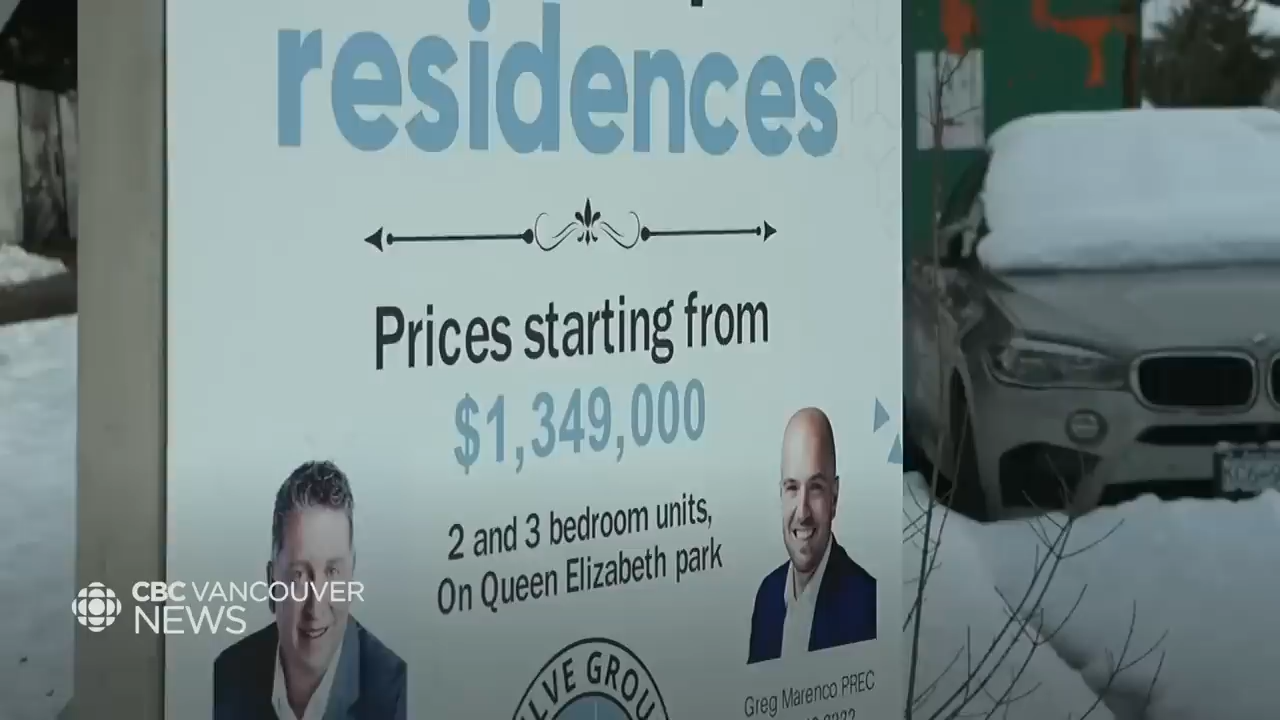 residences
Prices starting from
$1,349,000
2 and 3 bedroom units,
On Queen Elizabeth park
CBC VANCOUVER
NEWS
Greg Marenco PREC